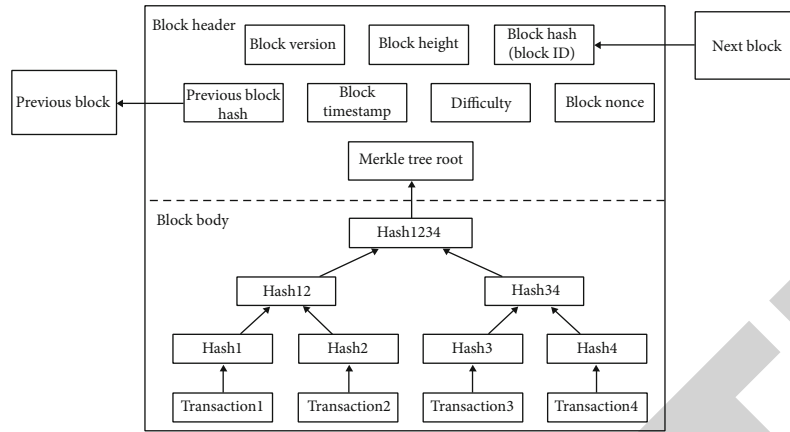 Block header
Block version
Block height
Block hash
(block ID)
Next block
Previous block
Previous block
hash
Block
timestamp
Difficulty
Block nonce
Merkle tree root
Block body
Hash1234
Hash12
Hash34
Hash1
Hash2
Hash3
Hash4
Transaction1
Transaction2
Transaction3
Transaction4